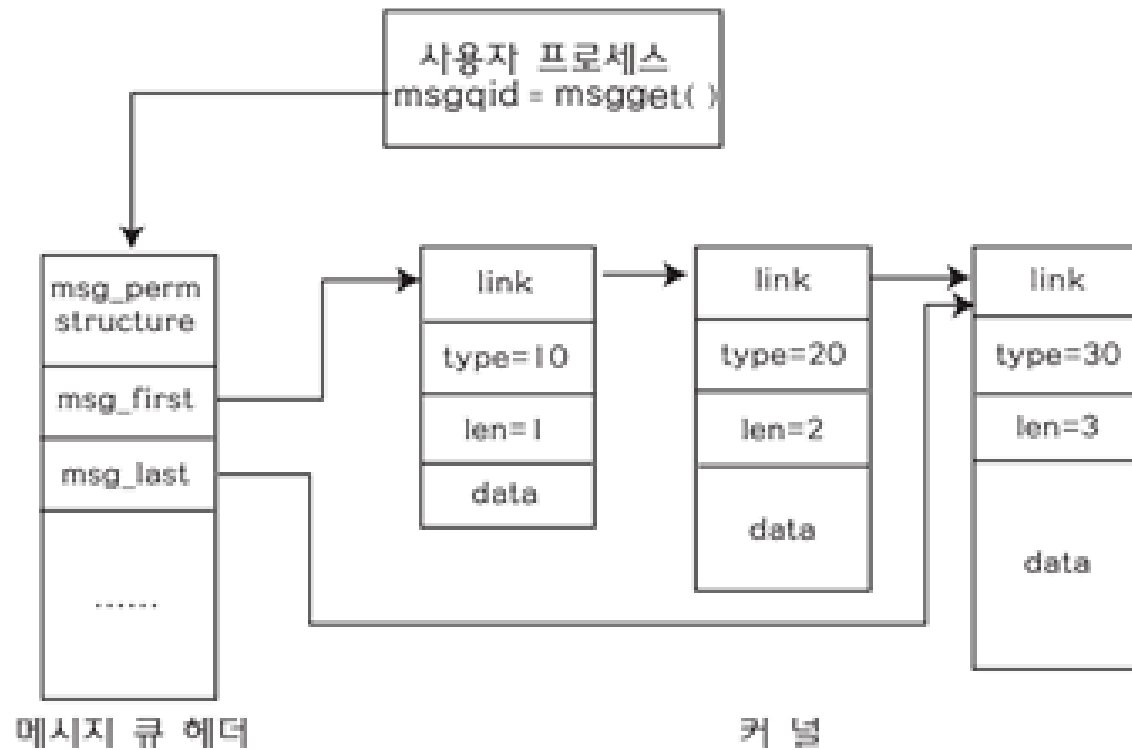 사용자 프로세스
msgqid = msgget( )
msg_perm
structure
msg_first
msg_last
......
link
type=10
len=1
data
link
type=20
len=2
data
link
type=30
len=3
data
메시지 큐 헤더
커 널